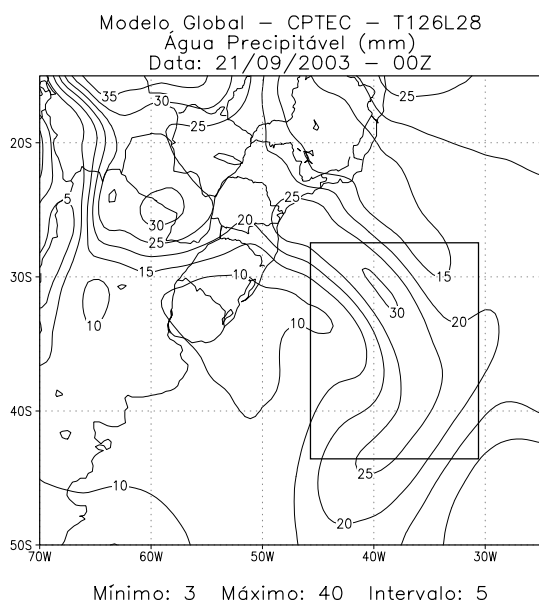 Modelo Global – CPTEC – T126L28
Água Precipitável (mm)
Data: 21/09/2003 – 00Z
35
30
25
25
20S
5
30
25
25
20
15
10
15
30S
10
10
30
20
40S
10
25
20
50S
70W 60W 50W 40W 30W
Mínimo: 3 Máximo: 40 Intervalo: 5